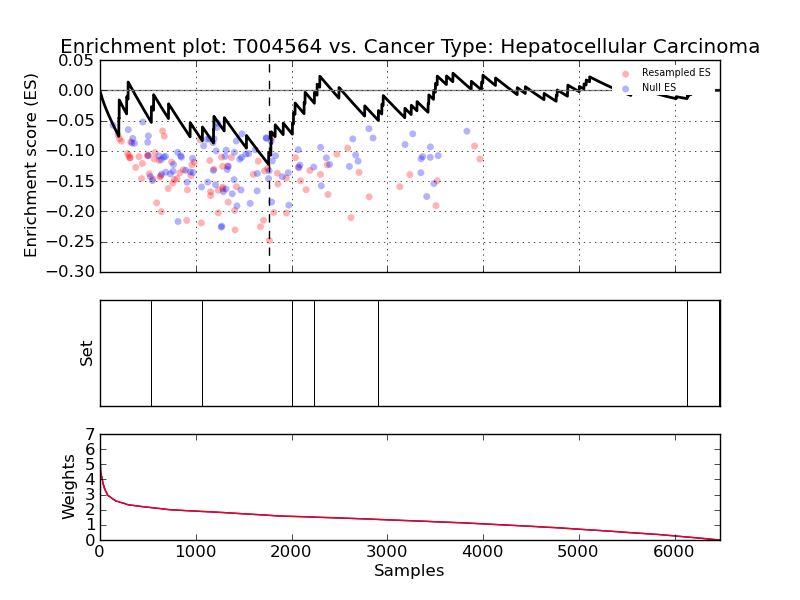 Enrichment plot: T004564 vs. Cancer Type: Hepatocellular Carcinoma
Enrichment score (ES)
0.05
0.00
−0.05
−0.10
−0.15
−0.20
−0.25
−0.30
Resampled ES
Null ES
Set
Weights
7
6
5
4
3
2
1
0
0 1000 2000 3000 4000 5000 6000
Samples